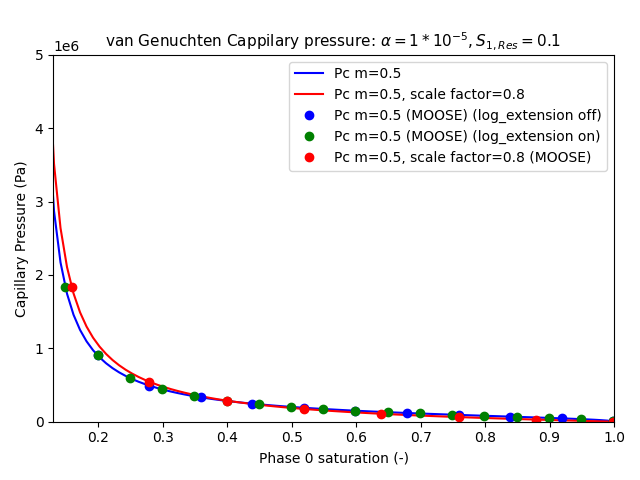 van Genuchten Cappilary pressure: α = 1 * 10⁻⁵, S₁,Res = 0.1
1e6
Pc m=0.5
Pc m=0.5, scale factor=0.8
Pc m=0.5 (MOOSE) (log_extension off)
Pc m=0.5 (MOOSE) (log_extension on)
Pc m=0.5, scale factor=0.8 (MOOSE)
Capillary Pressure (Pa)
5
4
3
2
1
0
0.2 0.3 0.4 0.5 0.6 0.7 0.8 0.9 1.0
Phase 0 saturation (-)